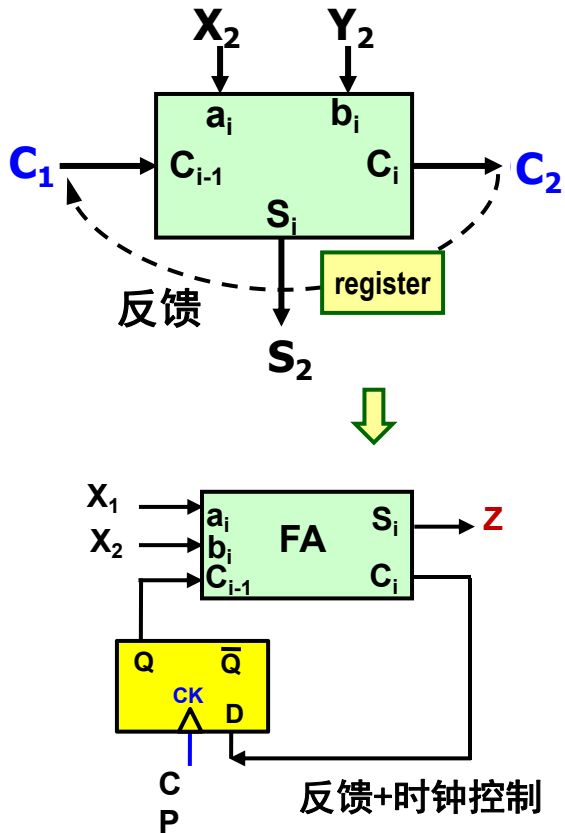 X₂ Y₂
aᵢ bᵢ
C₁ Cᵢ₋₁ Cᵢ C₂
Sᵢ
register
反馈
S₂
X₁ aᵢ Sᵢ Z
X₂ bᵢ FA
Cᵢ₋₁ Cᵢ
Q Q̅
CK
D
C
P
反馈+时钟控制